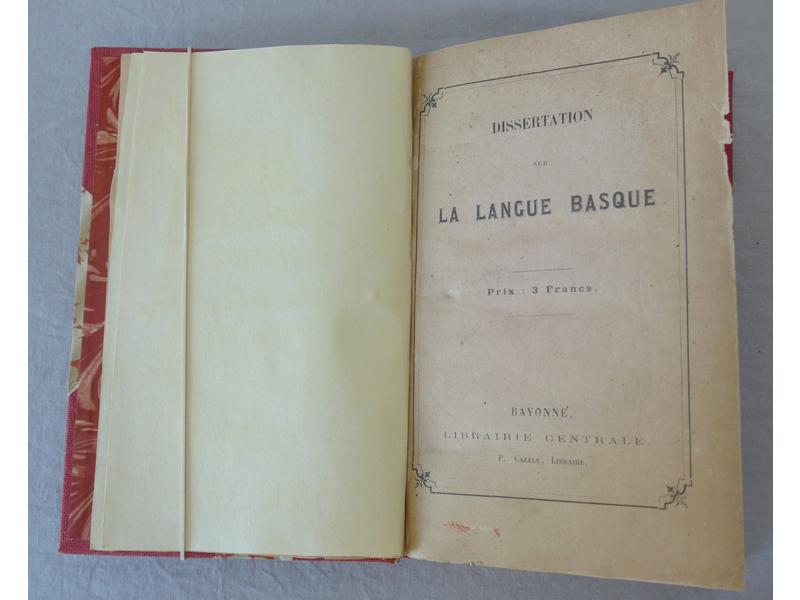 DISSERTATION
SUR
LA LANGUE BASQUE
Prix : 3 Francs.
BAYONNE,
LIBRAIRIE CENTRALE,
P. CAZALS, LIBRAIRE.